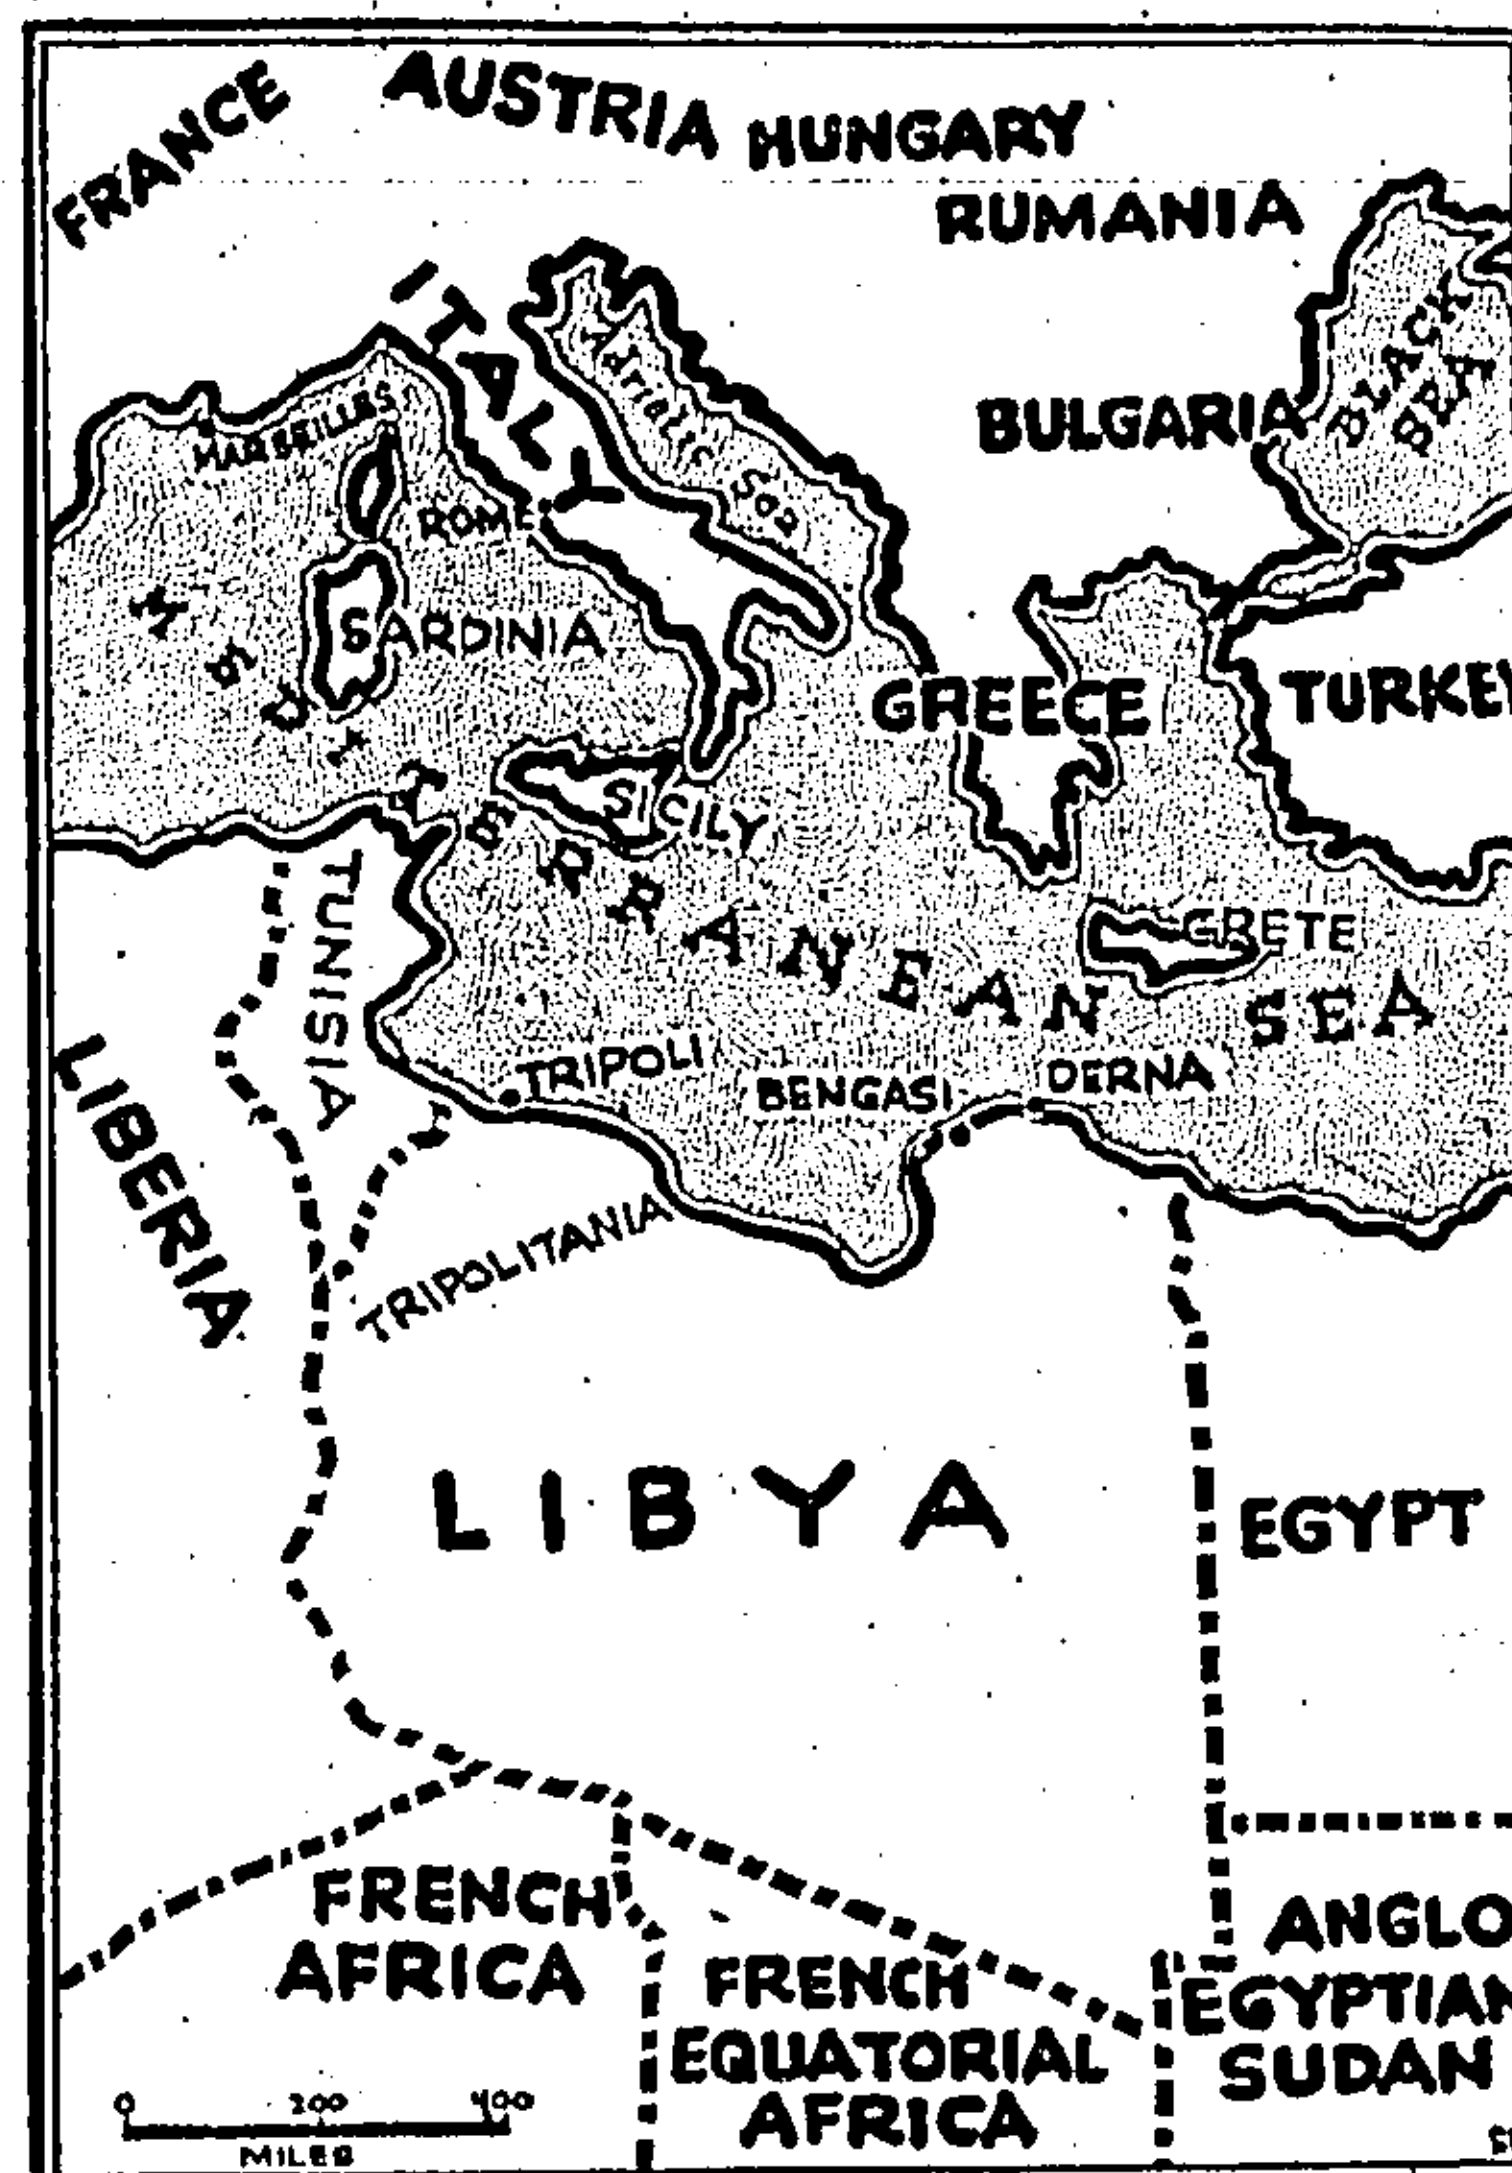 FRANCE
AUSTRIA HUNGARY
RUMANIA
ITALY
Adriatic Sea
BLACK
SEA
BULGARIA
MARSEILLES
ROME
SARDINIA
GREECE
TURKEY
SICILY
MEDITERRANEAN SEA
CRETE
TUNISIA
LIBERIA
TRIPOLI
BENGASI
DERNA
TRIPOLITANIA
LIBYA
EGYPT
FRENCH
AFRICA
FRENCH
EQUATORIAL
AFRICA
ANGLO
EGYPTIAN
SUDAN
0 200 400
MILES